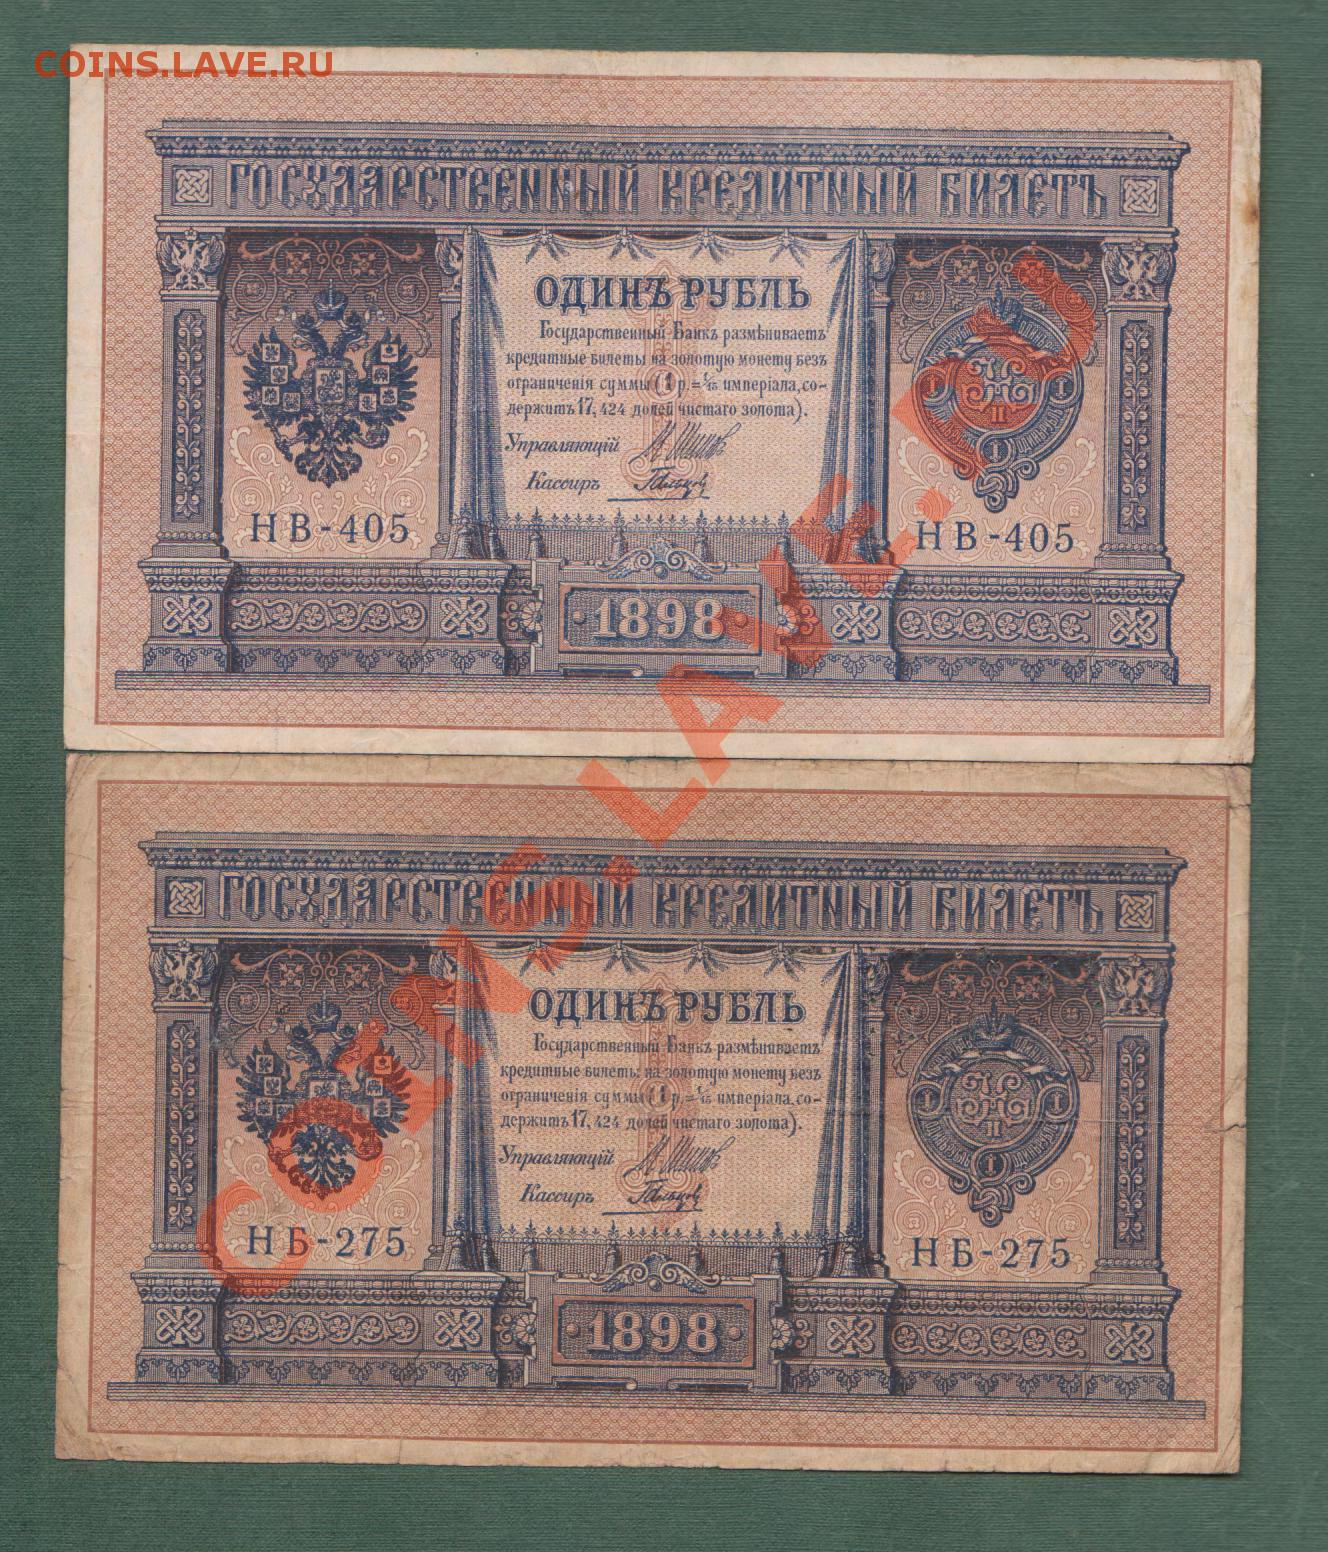 COINS.LAVE.RU
ГОСУДАРСТВЕННЫЙ КРЕДИТНЫЙ БИЛЕТЪ
ОДИНЪ РУБЛЬ
Государственный Банкъ размѣниваетъ
кредитные билеты на золотую монету безъ
ограниченія суммы (1 р. = 1/15 имперіала, со-
держитъ 17,424 долей чистаго золота).
Управляющій
Кассиръ
НВ-405
НВ-405
1898
ГОСУДАРСТВЕННЫЙ КРЕДИТНЫЙ БИЛЕТЪ
ОДИНЪ РУБЛЬ
Государственный Банкъ размѣниваетъ
кредитные билеты на золотую монету безъ
ограниченія суммы (1 р. = 1/15 имперіала, со-
держитъ 17,424 долей чистаго золота).
Управляющій
Кассиръ
НБ-275
НБ-275
1898
COINS.LAVE.RU